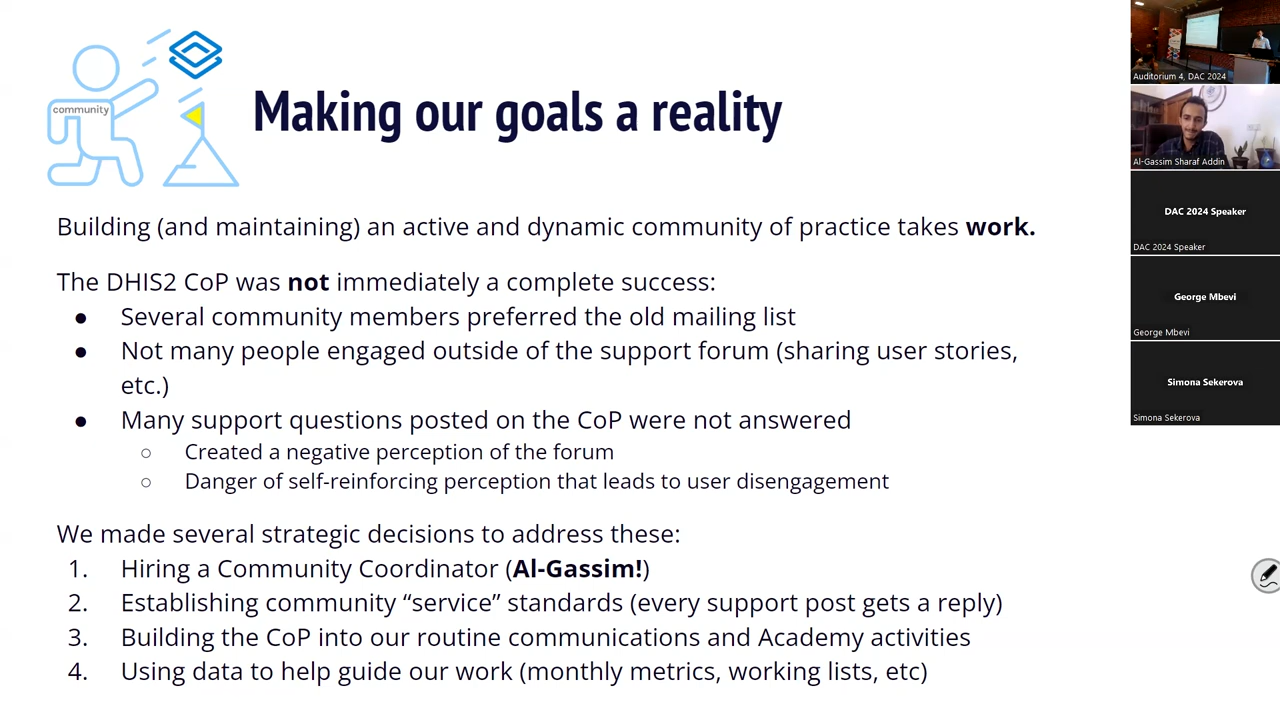 community
Making our goals a reality
Building (and maintaining) an active and dynamic community of practice takes work.
The DHIS2 CoP was not immediately a complete success:
● Several community members preferred the old mailing list
● Not many people engaged outside of the support forum (sharing user stories,
etc.)
● Many support questions posted on the CoP were not answered
○ Created a negative perception of the forum
○ Danger of self-reinforcing perception that leads to user disengagement
We made several strategic decisions to address these:
1. Hiring a Community Coordinator (Al-Gassim!)
2. Establishing community “service” standards (every support post gets a reply)
3. Building the CoP into our routine communications and Academy activities
4. Using data to help guide our work (monthly metrics, working lists, etc)
Auditorium 4, DAC 2024
Al-Gassim Sharaf Addin
DAC 2024 Speaker
DAC 2024 Speaker
George Mbevi
George Mbevi
Simona Sekerova
Simona Sekerova